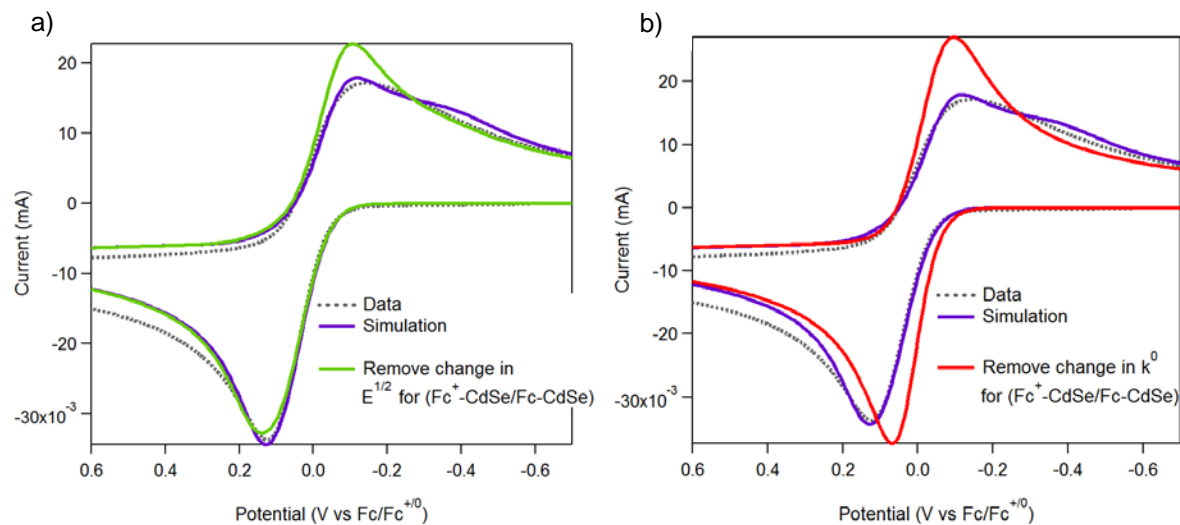 a)
20
10
0
-10
-20
-30x10-3
Current (mA)
Data
Simulation
Remove change in
E1/2 for (Fc+-CdSe/Fc-CdSe)
0.6
0.4
0.2
0.0
-0.2
-0.4
-0.6
Potential (V vs Fc/Fc+/0)
b)
20
10
0
-10
-20
-30x10-3
Current (mA)
Data
Simulation
Remove change in k0
for (Fc+-CdSe/Fc-CdSe)
0.6
0.4
0.2
0.0
-0.2
-0.4
-0.6
Potential (V vs Fc/Fc+/0)